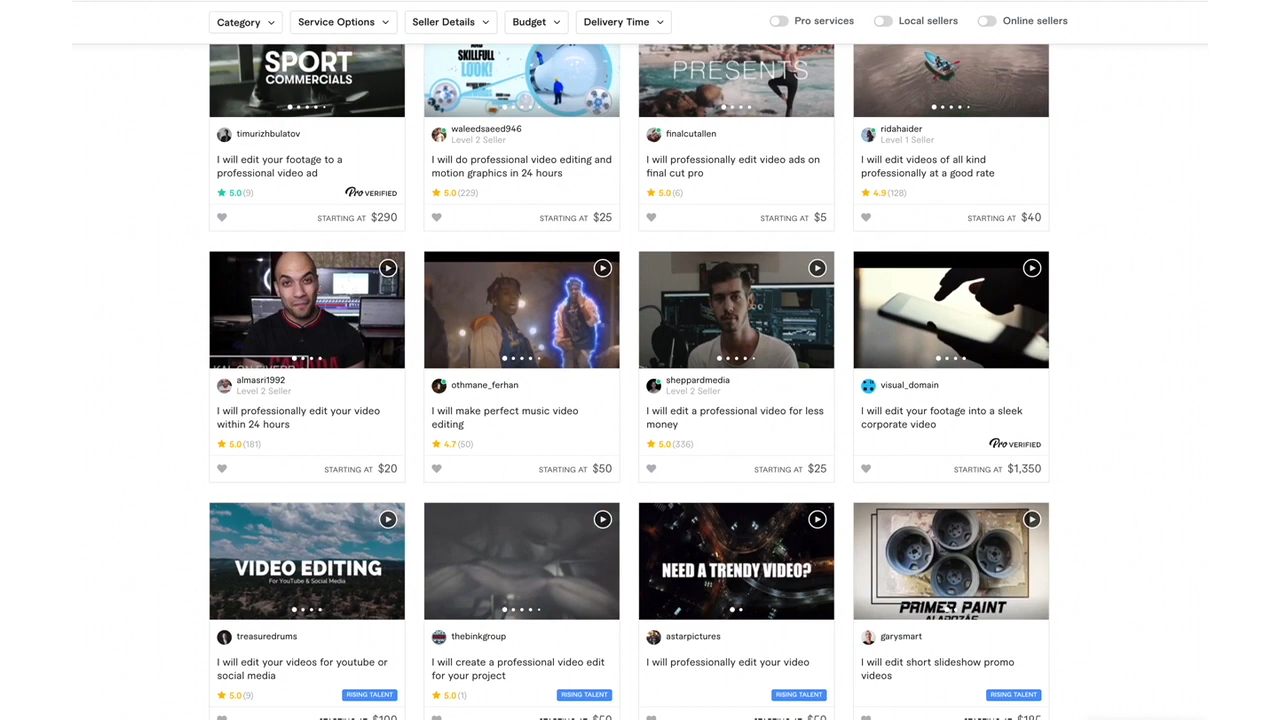 Category
Service Options
Seller Details
Budget
Delivery Time
Pro services
Local sellers
Online sellers
SPORT
COMMERCIALS
timurizhbulatov
I will edit your footage to a
professional video ad
5.0 (9)
Pro VERIFIED
STARTING AT $290
AND
SKILLFULL
LOOK!
waleedsaeed946
Level 2 Seller
I will do professional video editing and
motion graphics in 24 hours
5.0 (229)
STARTING AT $25
PRESENTS
finalcutallen
I will professionally edit video ads on
final cut pro
5.0 (6)
STARTING AT $5
ridahaider
Level 1 Seller
I will edit videos of all kind
professionally at a good rate
4.9 (128)
STARTING AT $40
almasri1992
Level 2 Seller
I will professionally edit your video
within 24 hours
5.0 (181)
STARTING AT $20
othmane_ferhan
I will make perfect music video
editing
4.7 (50)
STARTING AT $50
sheppardmedia
Level 2 Seller
I will edit a professional video for less
money
5.0 (336)
STARTING AT $25
visual_domain
I will edit your footage into a sleek
corporate video
Pro VERIFIED
STARTING AT $1,350
VIDEO EDITING
For YouTube & Social Media
treasuredrums
I will edit your videos for youtube or
social media
5.0 (9)
RISING TALENT
thebinkgroup
I will create a professional video edit
for your project
5.0 (1)
RISING TALENT
NEED A TRENDY VIDEO?
astarpictures
I will professionally edit your video
RISING TALENT
PRIMER PAINT
garysmart
I will edit short slideshow promo
videos
RISING TALENT